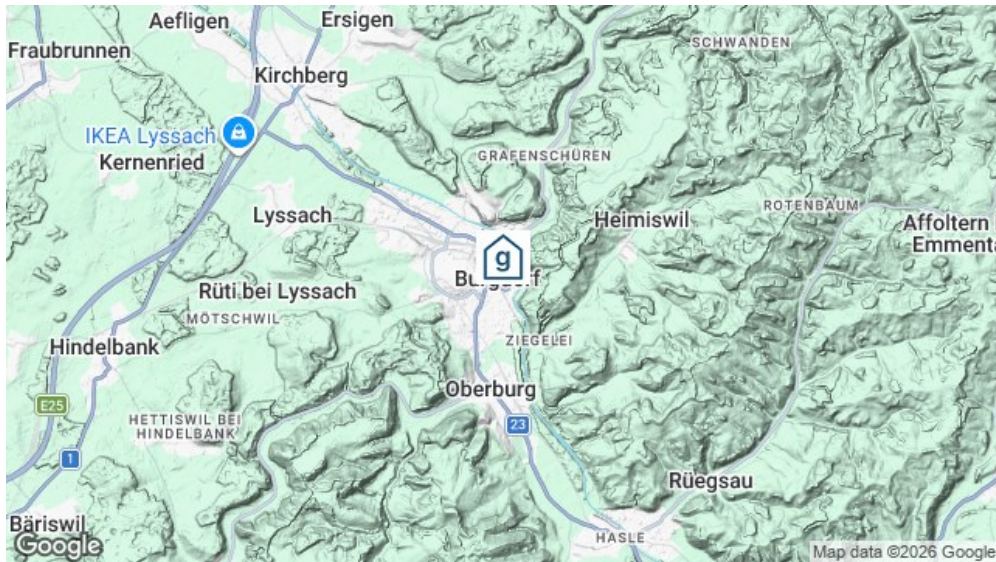 Aefligen
Ersigen
Fraubrunnen
SCHWANDEN
Kirchberg
IKEA Lyssach
Kernenried
GRAFENSCHÜREN
Lyssach
Heimiswil
ROTENBAUM
Affoltern
Emmenta
g
Burgdorf
Rüti bei Lyssach
MÖTSCHWIL
Hindelbank
ZIEGELEI
Oberburg
E25
HETTISWIL BEI
HINDELBANK
23
1
Rüegsau
Bäriswil
HASLE
Google
Map data ©2026 Google